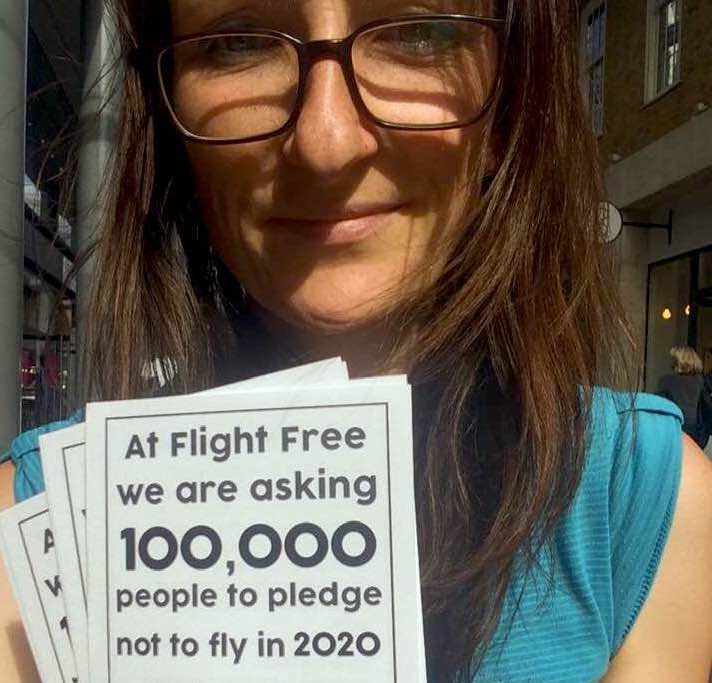 At Flight Free
we are asking
100,000
people to pledge
not to fly in 2020